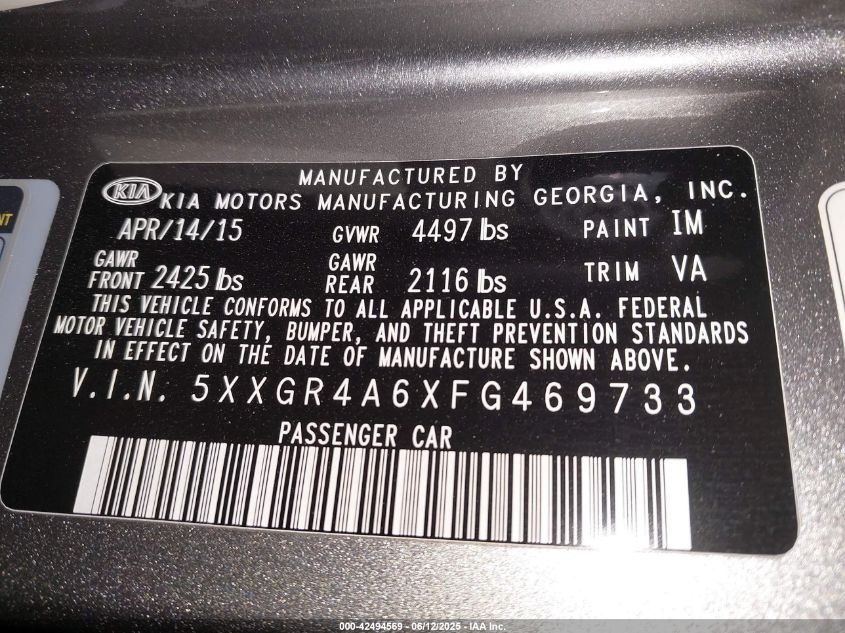 MANUFACTURED BY
KIA KIA MOTORS MANUFACTURING GEORGIA, INC.
APR/14/15 GVWR 4497 lbs PAINT IM
GAWR FRONT 2425 lbs GAWR REAR 2116 lbs TRIM VA
THIS VEHICLE CONFORMS TO ALL APPLICABLE U.S.A. FEDERAL
MOTOR VEHICLE SAFETY, BUMPER, AND THEFT PREVENTION STANDARDS
IN EFFECT ON THE DATE OF MANUFACTURE SHOWN ABOVE.
V.I.N. 5XXGR4A6XFG469733
PASSENGER CAR
000-42494569 - 06/12/2025 - IAA Inc.